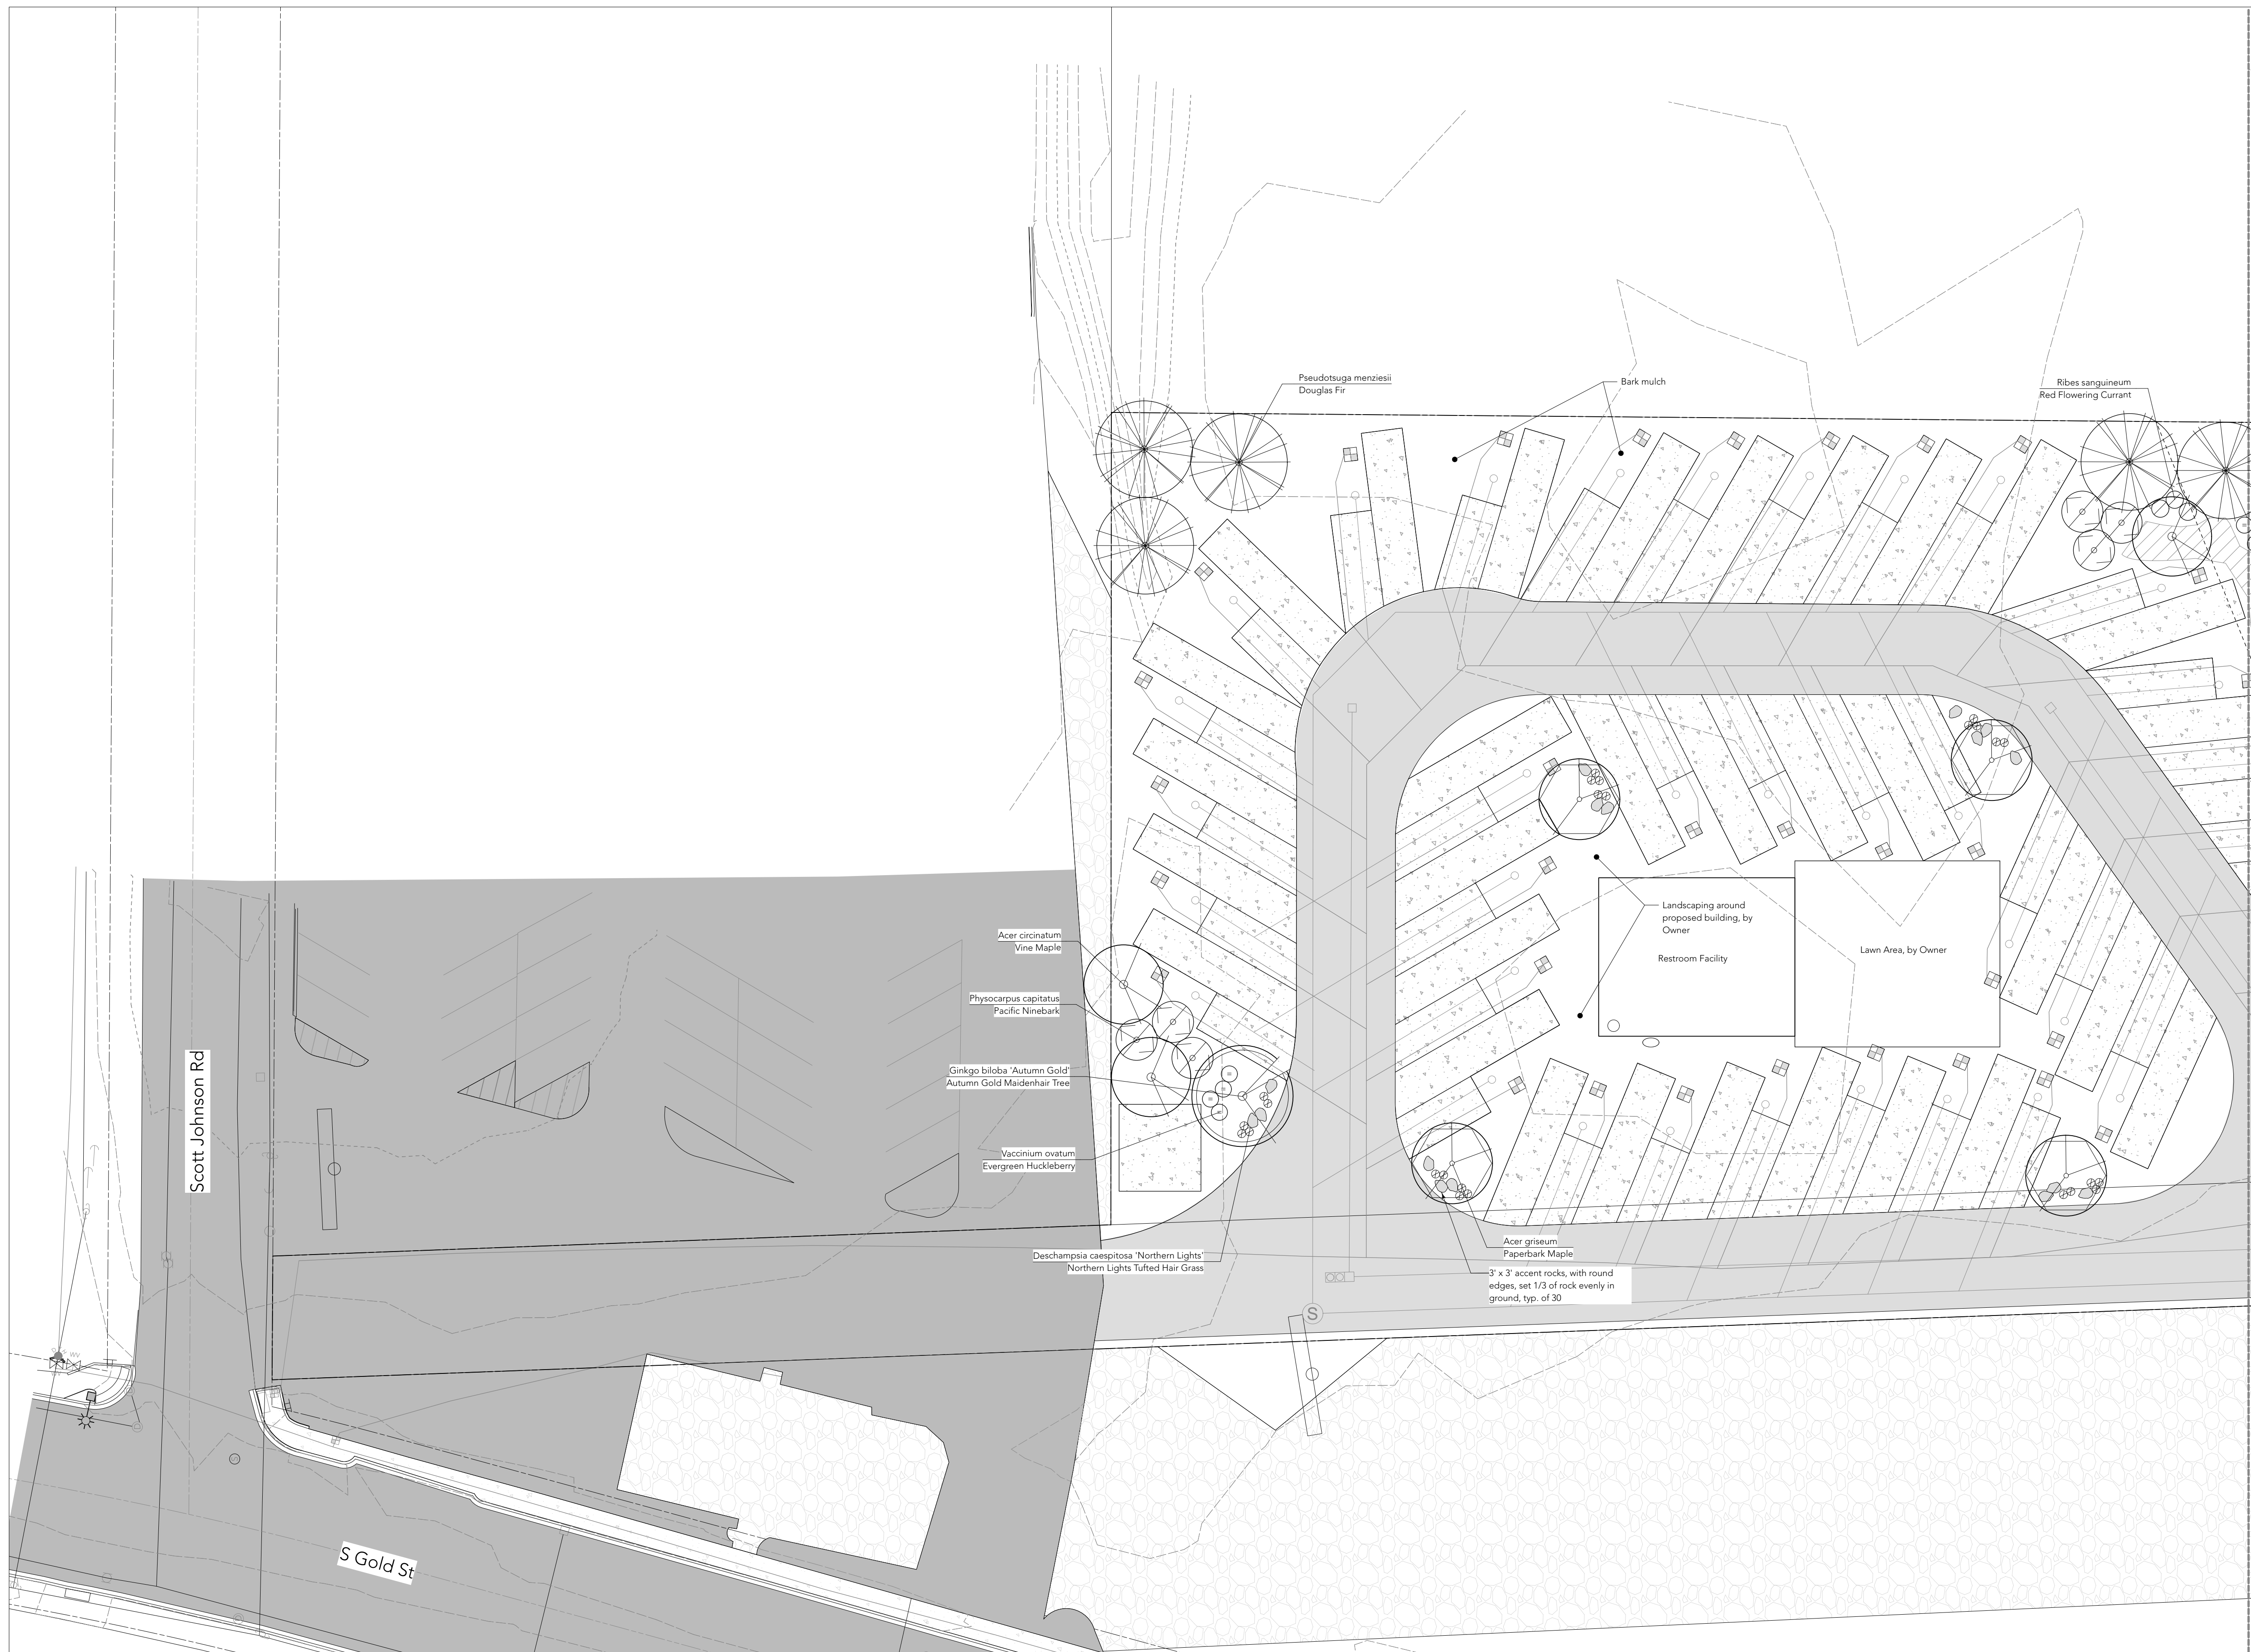 Pseudotsuga menziesii
Douglas Fir
Bark mulch
Ribes sanguineum
Red Flowering Currant
Landscaping around
proposed building, by
Owner
Restroom Facility
Lawn Area, by Owner
Acer circinatum
Vine Maple
Physocarpus capitatus
Pacific Ninebark
Ginkgo biloba 'Autumn Gold'
Autumn Gold Maidenhair Tree
Vaccinium ovatum
Evergreen Huckleberry
Deschampsia caespitosa 'Northern Lights'
Northern Lights Tufted Hair Grass
Acer griseum
Paperbark Maple
3' x 3' accent rocks, with round
edges, set 1/3 of rock evenly in
ground, typ. of 30
S
Scott Johnson Rd
S Gold St